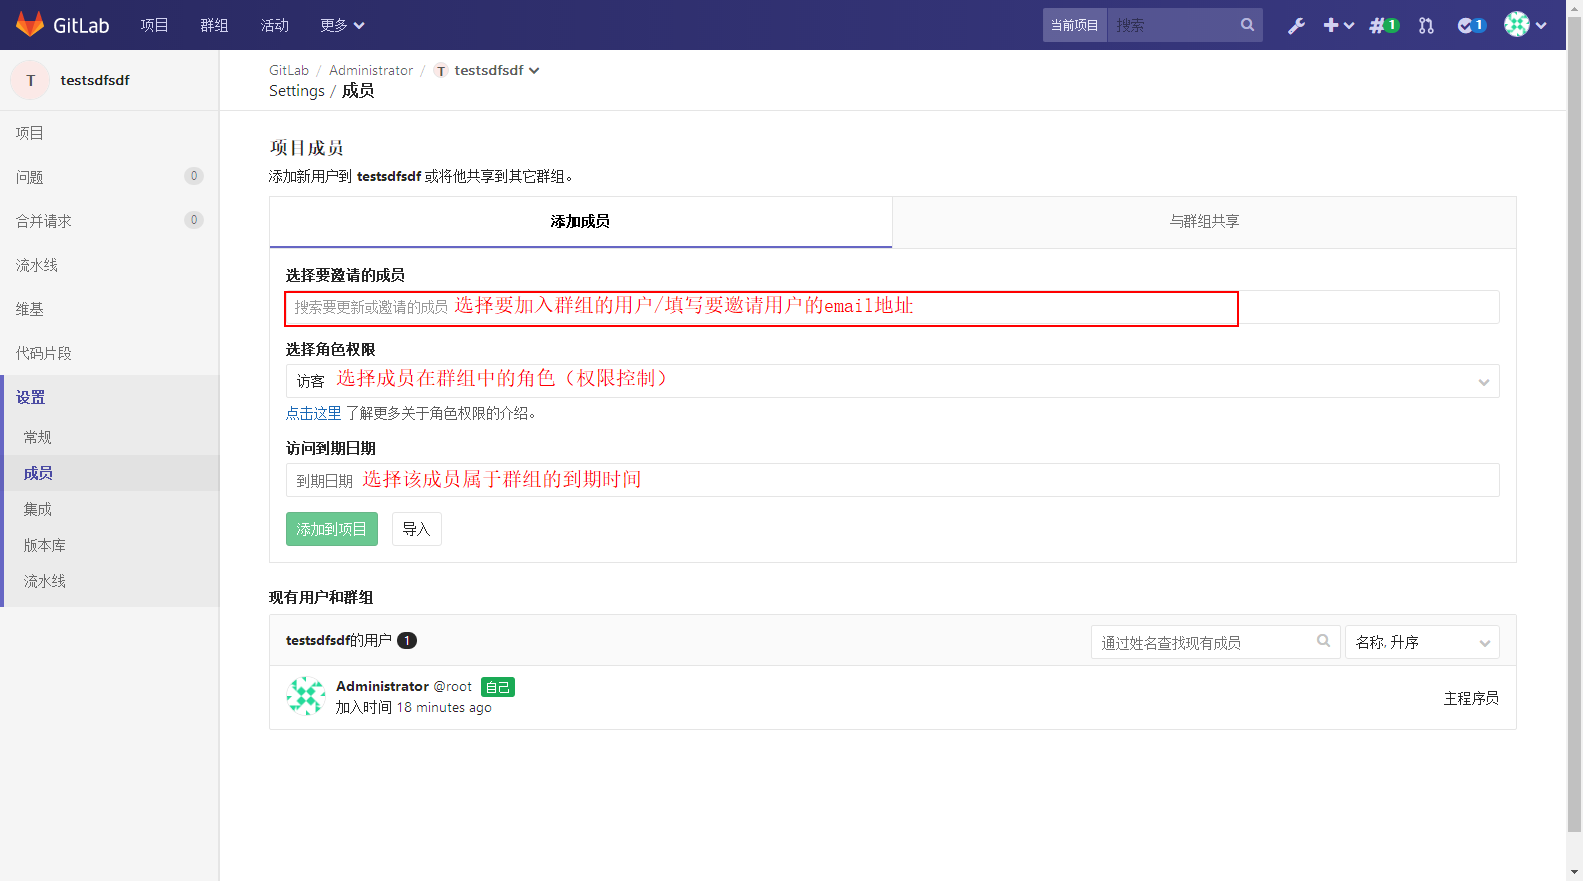 GitLab 项目 群组 活动 更多 当前项目 搜索 1 1
T testsdfsdf
项目
问题 0
合并请求 0
流水线
维基
代码片段
设置
常规
成员
集成
版本库
流水线
GitLab / Administrator / T testsdfsdf
Settings / 成员
项目成员
添加新用户到 testsdfsdf 或将他共享到其它群组。
添加成员 与群组共享
选择要邀请的成员
搜索要更新或邀请的成员 选择要加入群组的用户/填写要邀请用户的email地址
选择角色权限
访客 选择成员在群组中的角色（权限控制）
点击这里 了解更多关于角色权限的介绍。
访问到期日期
到期日期 选择该成员属于群组的到期时间
添加到项目 导入
现有用户和群组
testsdfsdf的用户 1 通过姓名查找现有成员 名称, 升序
Administrator @root 自己
加入时间 18 minutes ago
主程序员